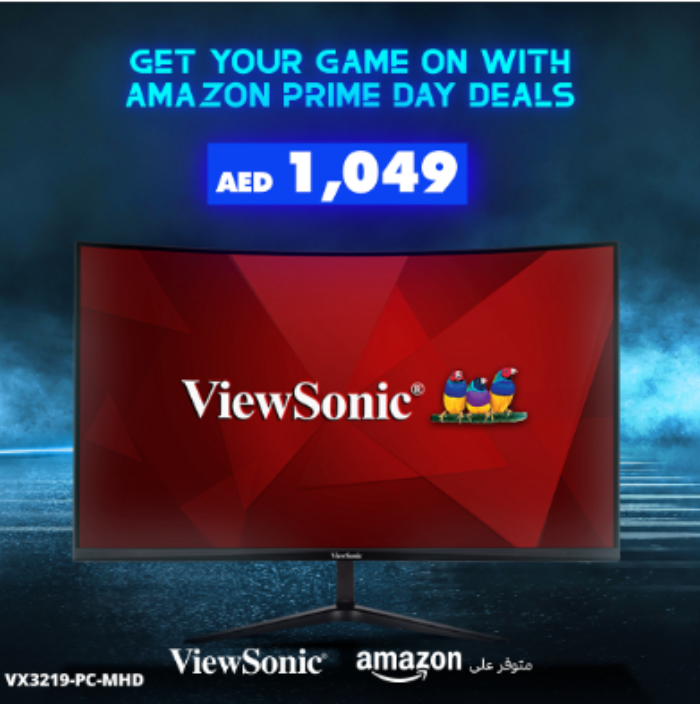 GET YOUR GAME ON WITH
AMAZON PRIME DAY DEALS
AED 1,049
ViewSonic®
ViewSonic
ViewSonic® amazon متوفر على
VX3219-PC-MHD